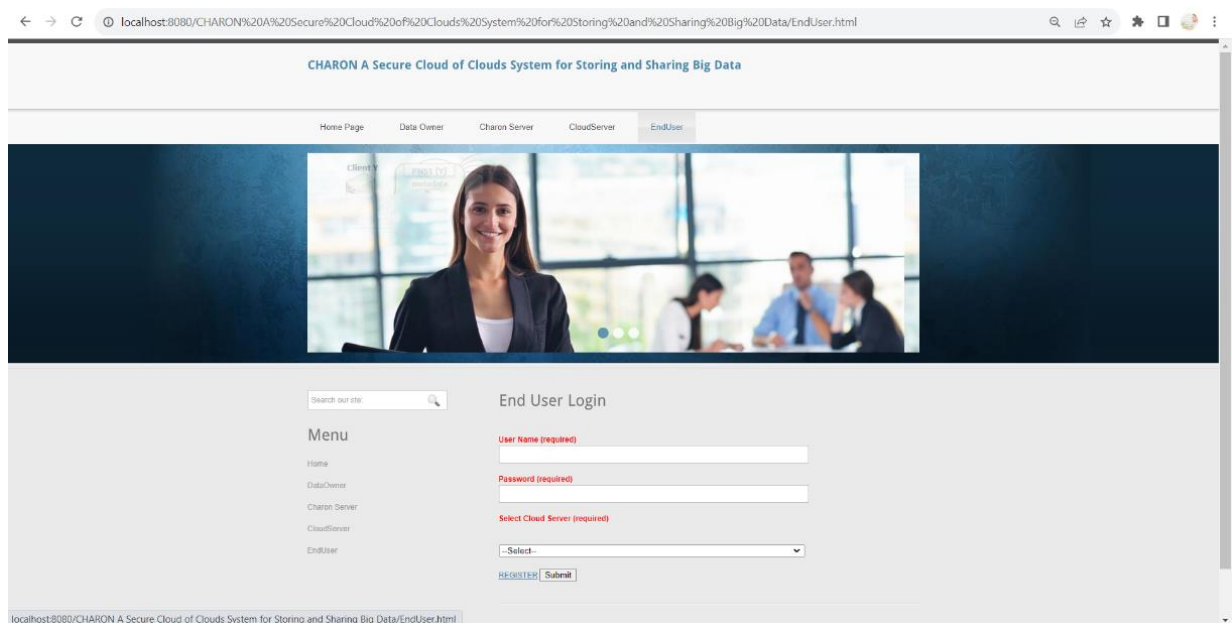 localhost:8080/CHARON%20A%20Secure%20Cloud%20of%20Clouds%20System%20for%20Storing%20and%20Sharing%20Big%20Data/EndUser.html
CHARON A Secure Cloud of Clouds System for Storing and Sharing Big Data
Home Page Data Owner Charon Server CloudServer EndUser
Client Y
Search our site:
End User Login
Menu
User Name (required)
Home
Password (required)
DataOwner
Charon Server
Select Cloud Server (required)
CloudServer
EndUser
--Select--
REGISTER Submit
localhost:8080/CHARON A Secure Cloud of Clouds System for Storing and Sharing Big Data/EndUser.html